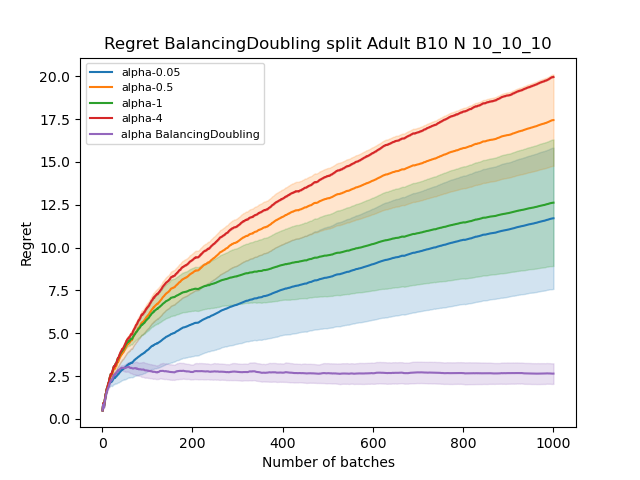 Regret BalancingDoubling split Adult B10 N 10_10_10
alpha-0.05
alpha-0.5
alpha-1
alpha-4
alpha BalancingDoubling
20.0
17.5
15.0
12.5
10.0
7.5
5.0
2.5
0.0
Regret
0 200 400 600 800 1000
Number of batches